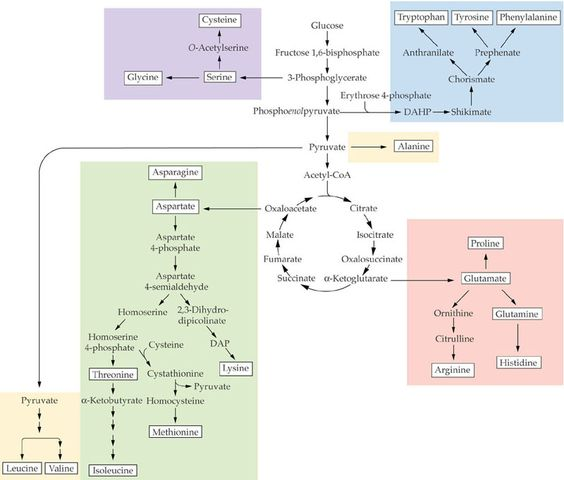 Cysteine
O-Acetylserine
Glycine
Serine
Glucose
Fructose 1,6-bisphosphate
3-Phosphoglycerate
Erythrose 4-phosphate
Phosphoenolpyruvate
DAHP
Shikimate
Chorismate
Anthranilate
Prephenate
Tryptophan
Tyrosine
Phenylalanine
Pyruvate
Alanine
Acetyl-CoA
Oxaloacetate
Citrate
Malate
Isocitrate
Fumarate
Oxalosuccinate
Succinate
α-Ketoglutarate
Asparagine
Aspartate
Aspartate
4-phosphate
Aspartate
4-semialdehyde
Homoserine
2,3-Dihydro-
dipicolinate
Homoserine
4-phosphate
Cysteine
DAP
Lysine
Threonine
Cystathionine
Pyruvate
α-Ketobutyrate
Homocysteine
Methionine
Isoleucine
Proline
Glutamate
Ornithine
Glutamine
Citrulline
Arginine
Histidine
Pyruvate
Leucine
Valine